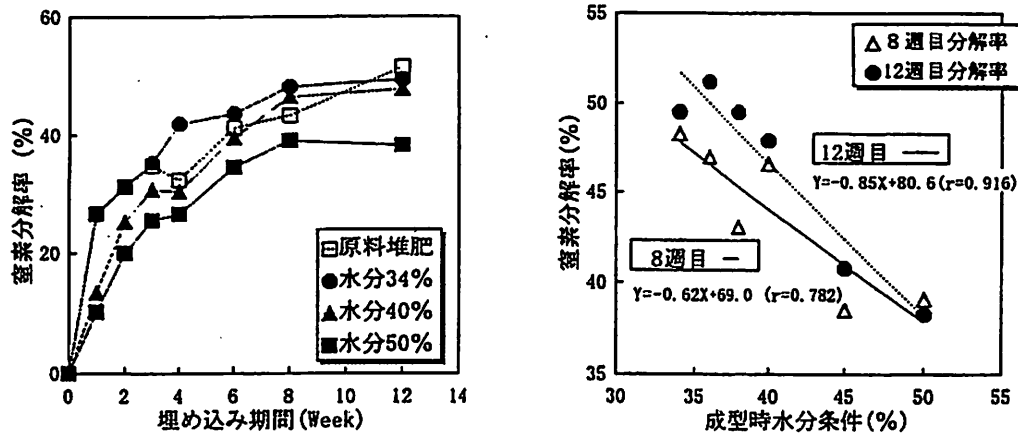 60
40
20
0
窒素分解率 (%)
0 2 4 6 8 10 12 14
埋め込み期間(Week)
原料堆肥
水分34%
水分40%
水分50%
55
50
45
40
35
窒素分解率(%)
30 35 40 45 50 55
成型時水分条件(%)
8週目分解率
12週目分解率
12週目
Y=-0.85X+80.6(r=0.916)
8週目
Y=-0.62X+69.0 (r=0.782)